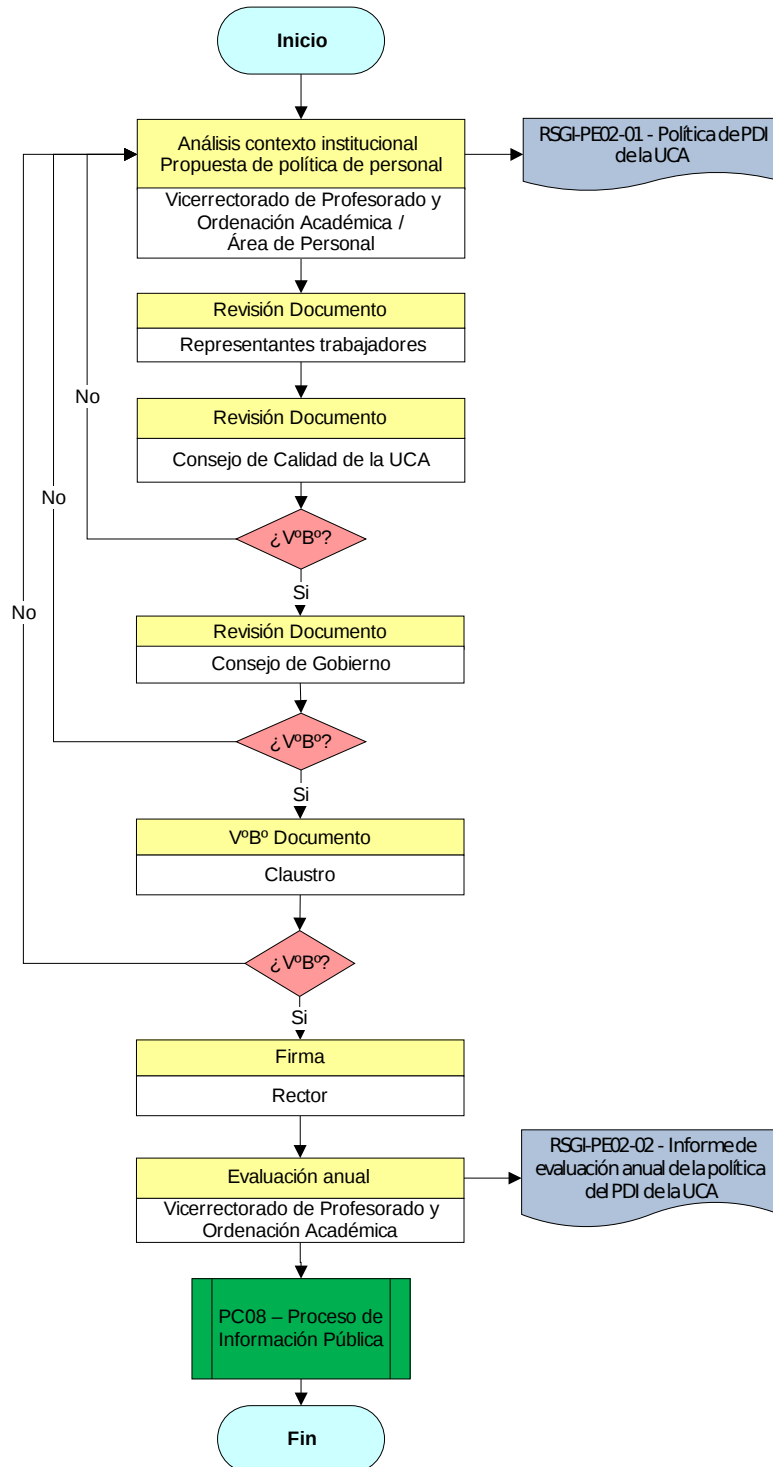 Inicio
Análisis contexto institucional
Propuesta de política de personal
RSGI-PE02-01 - Política de PDI
de la UCA
Vicerrectorado de Profesorado y
Ordenación Académica /
Área de Personal
Revisión Documento
Representantes trabajadores
No
Revisión Documento
Consejo de Calidad de la UCA
No
¿VºBº?
Si
No
Revisión Documento
Consejo de Gobierno
¿VºBº?
Si
VºBº Documento
Claustro
¿VºBº?
Si
Firma
Rector
Evaluación anual
RSGI-PE02-02 - Informe de
evaluación anual de la política
del PDI de la UCA
Vicerrectorado de Profesorado y
Ordenación Académica
PC08 – Proceso de
Información Pública
Fin